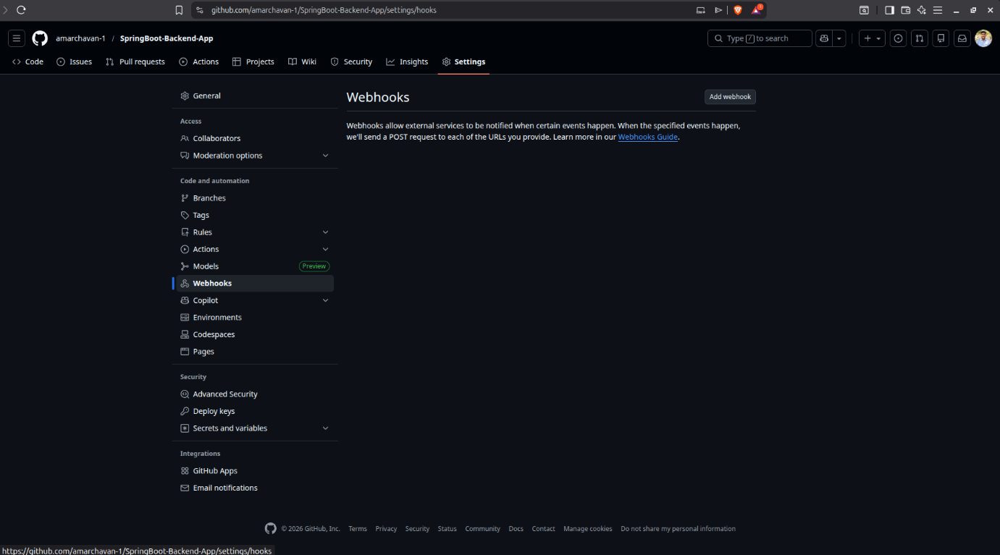 github.com/amarchavan-1/SpringBoot-Backend-App/settings/hooks
1
amarchavan-1 / SpringBoot-Backend-App
Type / to search
Code
Issues
Pull requests
Actions
Projects
Wiki
Security
Insights
Settings
General
Access
Collaborators
Moderation options
Code and automation
Branches
Tags
Rules
Actions
Models Preview
Webhooks
Copilot
Environments
Codespaces
Pages
Security
Advanced Security
Deploy keys
Secrets and variables
Integrations
GitHub Apps
Email notifications
Webhooks
Add webhook
Webhooks allow external services to be notified when certain events happen. When the specified events happen,
we'll send a POST request to each of the URLs you provide. Learn more in our Webhooks Guide.
© 2026 GitHub, Inc. Terms Privacy Security Status Community Docs Contact Manage cookies Do not share my personal information
https://github.com/amarchavan-1/SpringBoot-Backend-App/settings/hooks